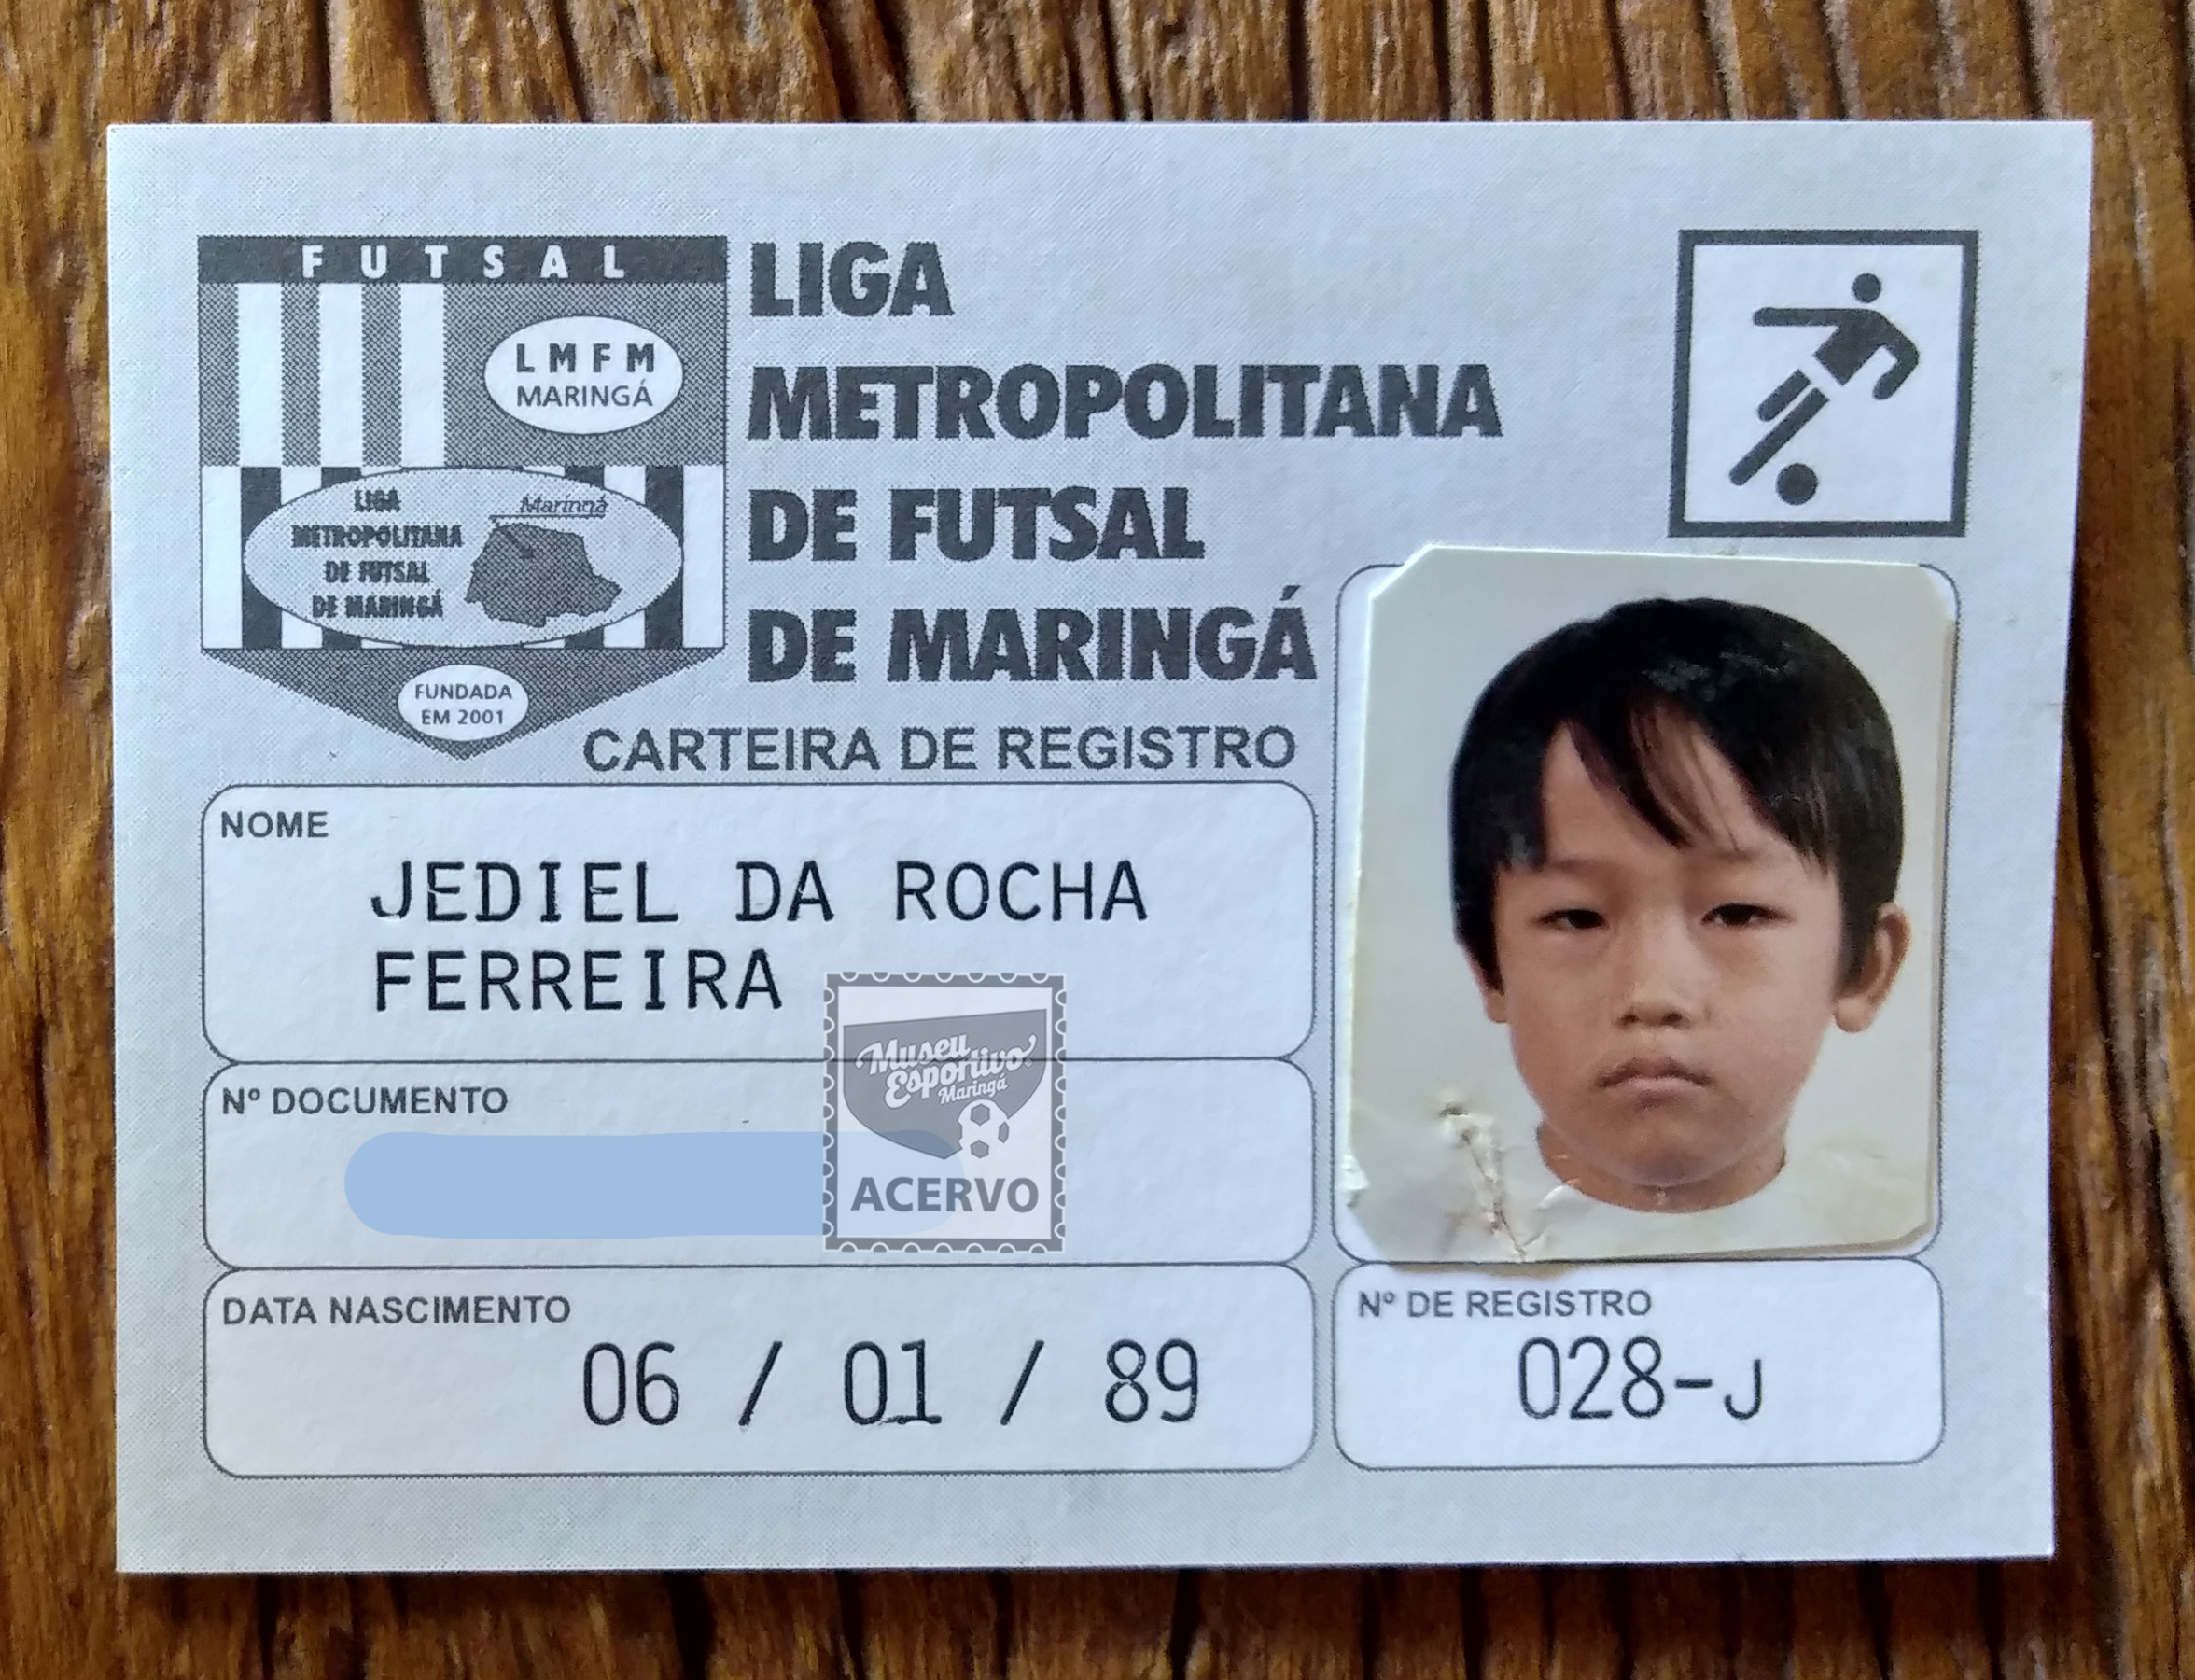 FUTSAL
LMFM
MARINGÁ
LIGA
METROPOLITANA
DE FUTSAL
DE MARINGÁ
Maringá
FUNDADA
EM 2001
LIGA
METROPOLITANA
DE FUTSAL
DE MARINGÁ
CARTEIRA DE REGISTRO
NOME
JEDIEL DA ROCHA
FERREIRA
Nº DOCUMENTO
Museu
Esportivo
Maringá
ACERVO
DATA NASCIMENTO
06 / 01 / 89
Nº DE REGISTRO
028-J